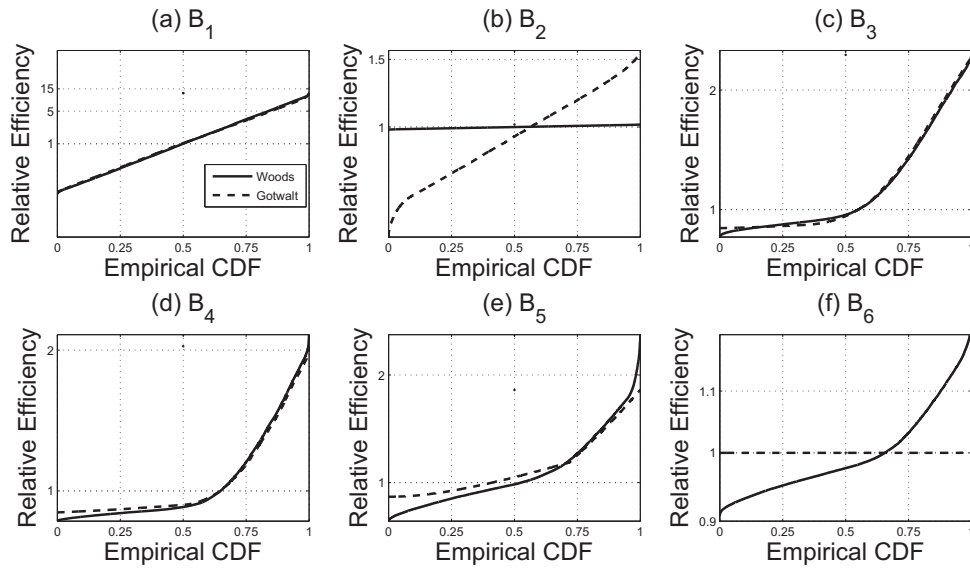 (a) B1
Relative Efficiency
15
5
1
Woods
Gotwalt
0 0.25 0.5 0.75 1
Empirical CDF
(b) B2
Relative Efficiency
1.5
1
0 0.25 0.5 0.75 1
Empirical CDF
(c) B3
Relative Efficiency
2
1
0 0.25 0.5 0.75 1
Empirical CDF
(d) B4
Relative Efficiency
2
1
0 0.25 0.5 0.75 1
Empirical CDF
(e) B5
Relative Efficiency
2
1
0 0.25 0.5 0.75 1
Empirical CDF
(f) B6
Relative Efficiency
1.1
1
0.9
0 0.25 0.5 0.75 1
Empirical CDF